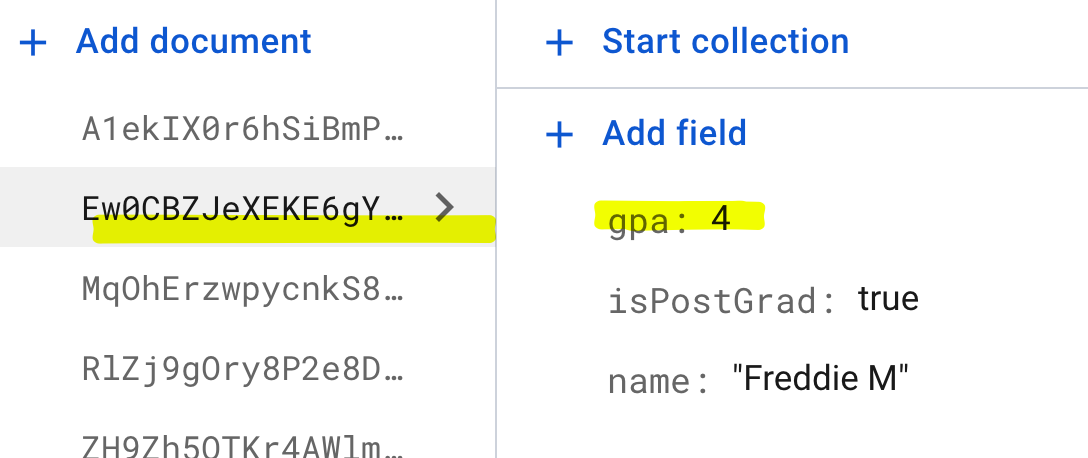 + Add document
A1ekIX0r6hSiBmP…
Ew0CBZJeXEKE6gY…
MqOhErzwpycnkS8…
RlZj9gOry8P2e8D…
ZH9Zh5OTKr4AWlm…
+ Start collection
+ Add field
gpa: 4
isPostGrad: true
name: "Freddie M"